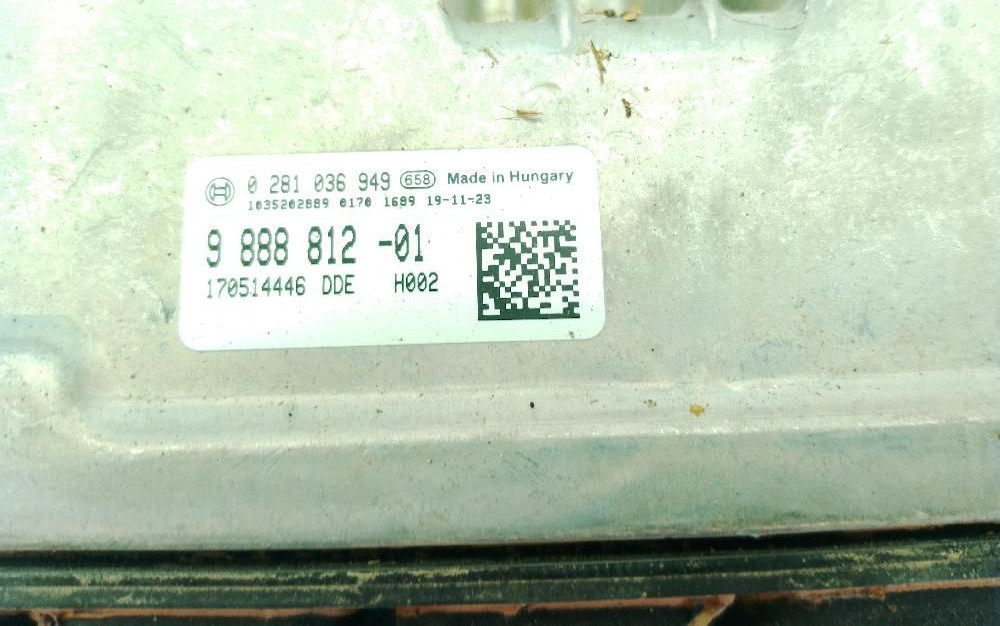 0 281 036 949 658 Made in Hungary
1035202889 0170 1689 19-11-23
9 888 812 -01
170514446 DDE H002